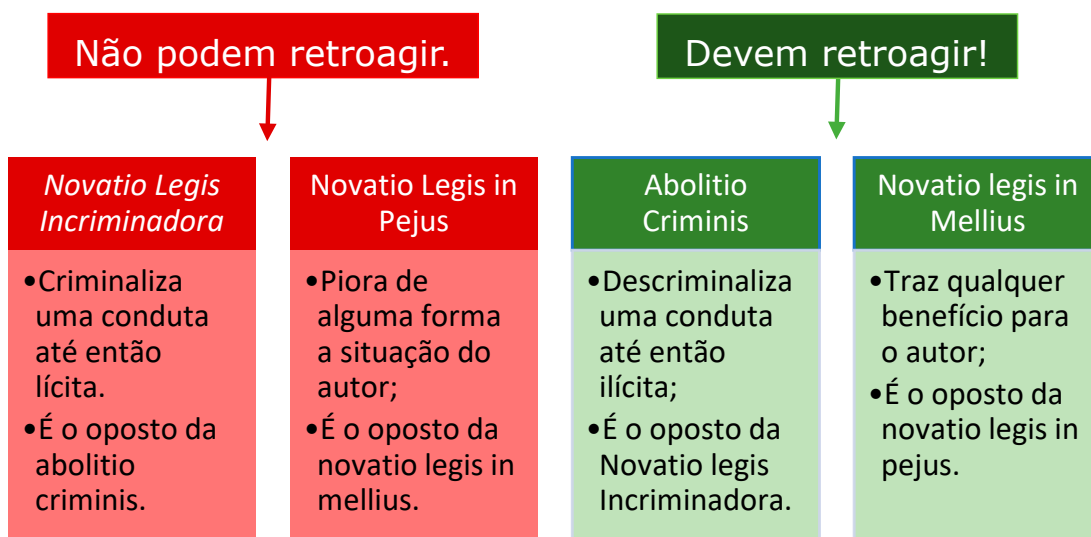 Não podem retroagir.
Devem retroagir!
Novatio Legis
Incriminadora
•Criminaliza
uma conduta
até então
lícita.
•É o oposto da
abolitio
criminis.
Novatio Legis in
Pejus
•Piora de
alguma forma
a situação do
autor;
•É o oposto da
novatio legis in
mellius.
Abolitio
Criminis
•Descriminaliza
uma conduta
até então
ilícita;
•É o oposto da
Novatio legis
Incriminadora.
Novatio legis in
Mellius
•Traz qualquer
benefício para
o autor;
•É o oposto da
novatio legis in
pejus.